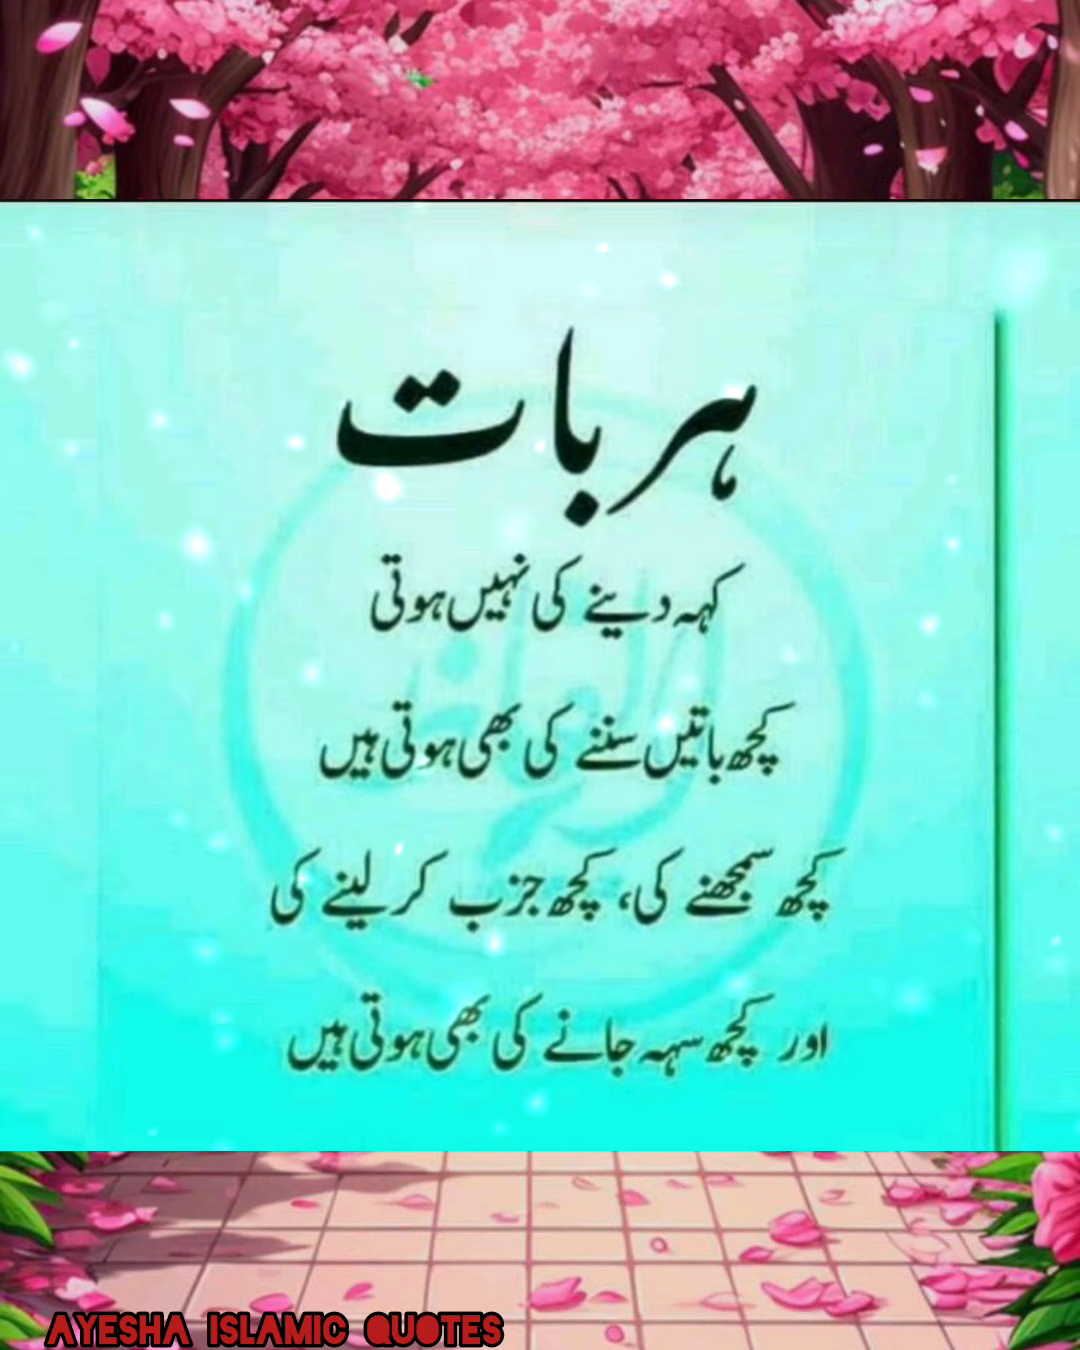 ہر بات
کہہ دینے کی نہیں ہوتی
کچھ باتیں سننے کی بھی ہوتی ہیں
کچھ سمجھنے کی، کچھ جزب کر لینے کی
اور کچھ سہہ جانے کی بھی ہوتی ہیں
AYESHA ISLAMIC QUOTES